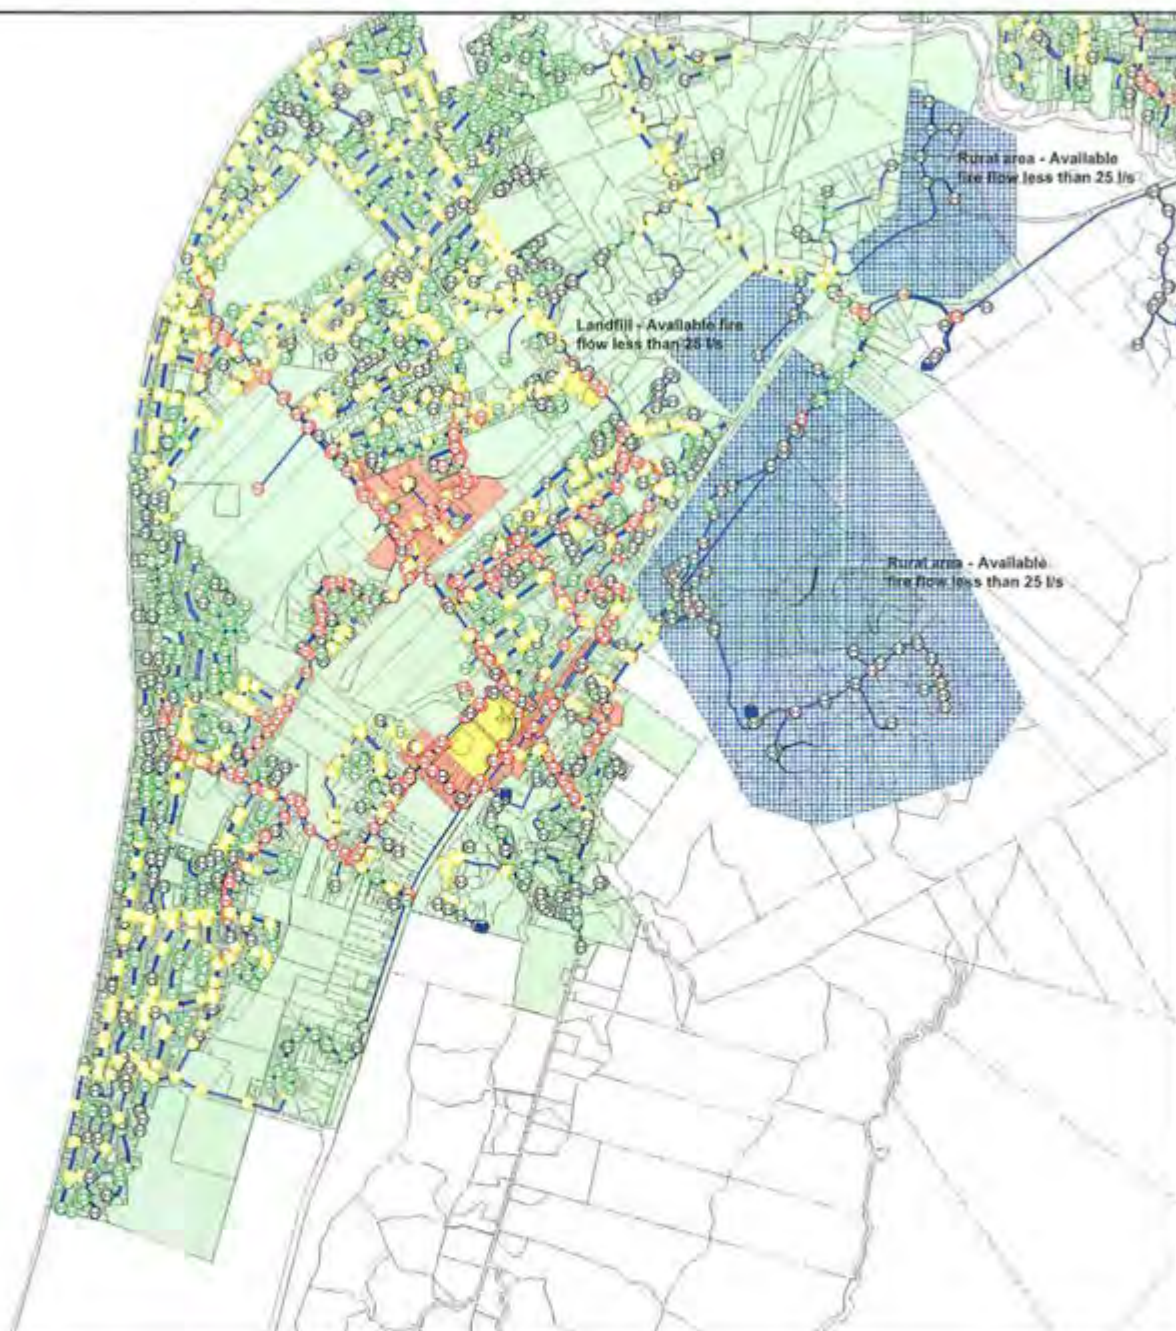 Rural area - Available
fire flow less than 25 l/s
Landfill - Available fire
flow less than 25 l/s
Rural area - Available
fire flow less than 25 l/s